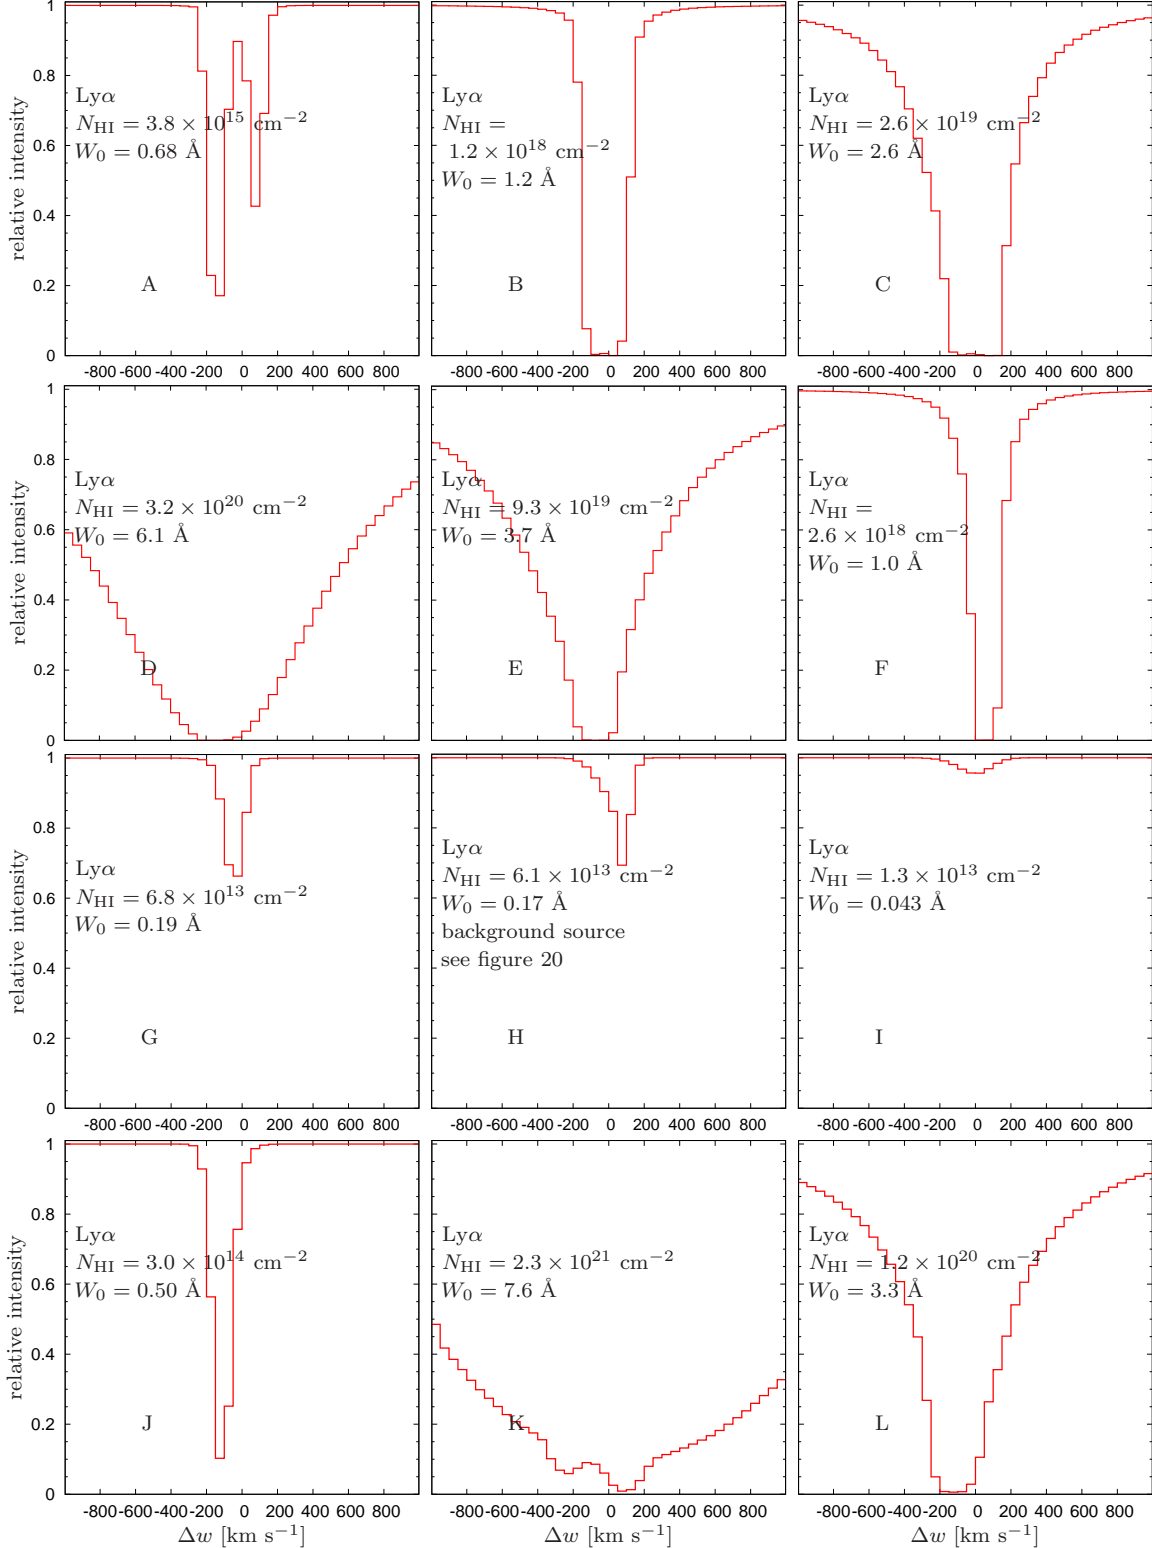 relative intensity
1
0.8
0.6
0.4
0.2
0
Lyα
N_HI = 3.8 × 10^15 cm^−2
W_0 = 0.68 Å
A
Lyα
N_HI =
1.2 × 10^18 cm^−2
W_0 = 1.2 Å
B
Lyα
N_HI = 2.6 × 10^19 cm^−2
W_0 = 2.6 Å
C
-800 -600 -400 -200 0 200 400 600 800
-800 -600 -400 -200 0 200 400 600 800
-800 -600 -400 -200 0 200 400 600 800
relative intensity
1
0.8
0.6
0.4
0.2
0
Lyα
N_HI = 3.2 × 10^20 cm^−2
W_0 = 6.1 Å
D
Lyα
N_HI = 9.3 × 10^19 cm^−2
W_0 = 3.7 Å
E
Lyα
N_HI =
2.6 × 10^18 cm^−2
W_0 = 1.0 Å
F
relative intensity
1
0.8
0.6
0.4
0.2
0
Lyα
N_HI = 6.8 × 10^13 cm^−2
W_0 = 0.19 Å
G
Lyα
N_HI = 6.1 × 10^13 cm^−2
W_0 = 0.17 Å
background source
see figure 20
H
Lyα
N_HI = 1.3 × 10^13 cm^−2
W_0 = 0.043 Å
I
-800 -600 -400 -200 0 200 400 600 800
-800 -600 -400 -200 0 200 400 600 800
-800 -600 -400 -200 0 200 400 600 800
relative intensity
1
0.8
0.6
0.4
0.2
0
Lyα
N_HI = 3.0 × 10^14 cm^−2
W_0 = 0.50 Å
J
Lyα
N_HI = 2.3 × 10^21 cm^−2
W_0 = 7.6 Å
K
Lyα
N_HI = 1.2 × 10^20 cm^−2
W_0 = 3.3 Å
L
-800 -600 -400 -200 0 200 400 600 800
-800 -600 -400 -200 0 200 400 600 800
-800 -600 -400 -200 0 200 400 600 800
Δw [km s^−1]
Δw [km s^−1]
Δw [km s^−1]